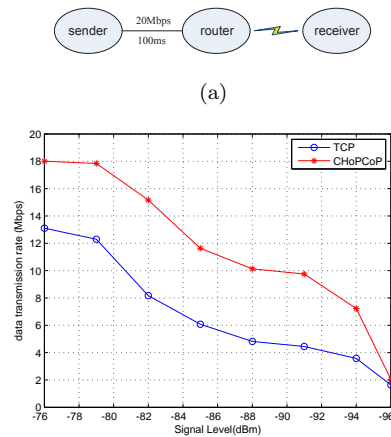 sender
20Mbps
100ms
router
receiver
(a)
20
18
16
14
12
10
8
6
4
2
0
data transmission rate (Mbps)
TCP
CHoPCoP
-76 -78 -80 -82 -84 -86 -88 -90 -92 -94 -96
Signal Level(dBm)